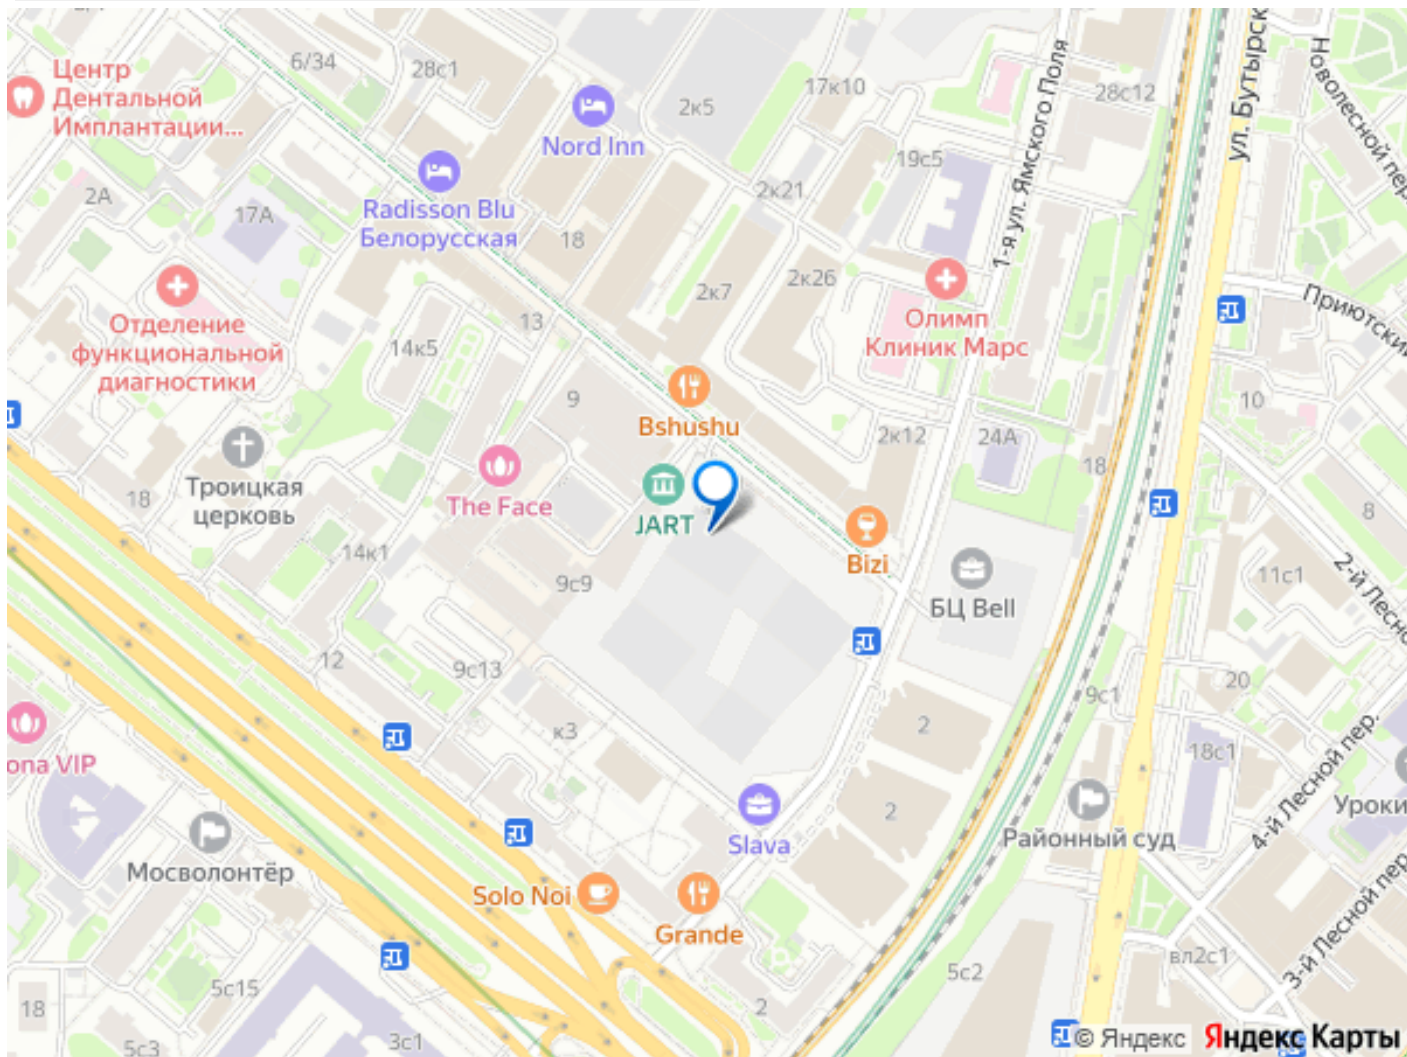 6/34
28с1
17к10
28с12
ул. Бутырск
Новолесной пер.
1-я ул. Ямского Поля
Центр
Дентальной
Имплантации...
2к5
Nord Inn
19с5
2А
17А
Radisson Blu
Белорусская
18
2к21
2к7
2к26
Отделение
функциональной
диагностики
14к5
13
Олимп
Клиник Марс
Приютский
9
Bshushu
2к12
24А
10
18
Троицкая
церковь
18
The Face
JART
8
14к1
9с9
Bizi
БЦ Bell
11с1
2-й Лесно
12
9с13
к3
2
9с1
20
18с1
4-й Лесной пер.
ona VIP
2
Мосволонтёр
Slava
Районный суд
Уроки
Solo Noi
Grande
3-й Лесной пер.
5с15
18
5с3
3с1
2
5с2
вл2с1
© Яндекс Яндекс Карты